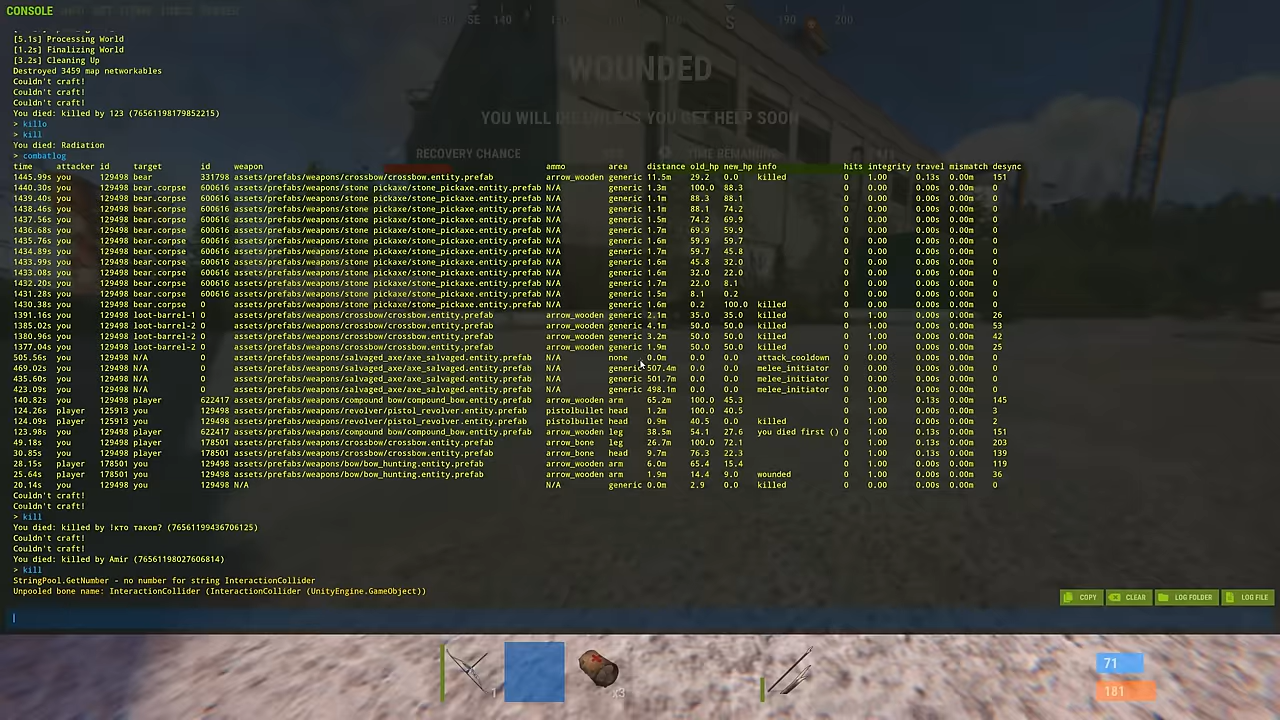 CONSOLE
130 SE 140 150 170 S 190 200
[5.1s] Processing World
[1.2s] Finalizing World
[3.2s] Cleaning Up
Destroyed 3459 map networkables
Couldn't craft!
Couldn't craft!
Couldn't craft!
You died: killed by 123 (76561198179852215)
> killo
> kill
You died: Radiation
> combatlog
WOUNDED
YOU WILL DIE UNLESS YOU GET HELP SOON
RECOVERY CHANCE TIME REMAINING
time attacker id target id weapon ammo area distance old_hp new_hp info hits integrity travel mismatch desync
1445.99s you 129498 bear 331798 assets/prefabs/weapons/crossbow/crossbow.entity.prefab arrow_wooden generic 11.5m 29.2 0.0 killed 0 1.00 0.13s 0.00m 151
1440.30s you 129498 bear.corpse 600616 assets/prefabs/weapons/stone pickaxe/stone_pickaxe.entity.prefab N/A generic 1.3m 100.0 88.3 0 0.00 0.00s 0.00m 0
1439.40s you 129498 bear.corpse 600616 assets/prefabs/weapons/stone pickaxe/stone_pickaxe.entity.prefab N/A generic 1.1m 88.3 88.1 0 0.00 0.00s 0.00m 0
1438.46s you 129498 bear.corpse 600616 assets/prefabs/weapons/stone pickaxe/stone_pickaxe.entity.prefab N/A generic 1.1m 88.1 74.2 0 0.00 0.00s 0.00m 0
1437.56s you 129498 bear.corpse 600616 assets/prefabs/weapons/stone pickaxe/stone_pickaxe.entity.prefab N/A generic 1.5m 74.2 69.9 0 0.00 0.00s 0.00m 0
1436.68s you 129498 bear.corpse 600616 assets/prefabs/weapons/stone pickaxe/stone_pickaxe.entity.prefab N/A generic 1.7m 69.9 59.9 0 0.00 0.00s 0.00m 0
1435.76s you 129498 bear.corpse 600616 assets/prefabs/weapons/stone pickaxe/stone_pickaxe.entity.prefab N/A generic 1.6m 59.9 59.7 0 0.00 0.00s 0.00m 0
1434.89s you 129498 bear.corpse 600616 assets/prefabs/weapons/stone pickaxe/stone_pickaxe.entity.prefab N/A generic 1.7m 59.7 45.8 0 0.00 0.00s 0.00m 0
1433.99s you 129498 bear.corpse 600616 assets/prefabs/weapons/stone pickaxe/stone_pickaxe.entity.prefab N/A generic 1.6m 45.8 32.0 0 0.00 0.00s 0.00m 0
1433.08s you 129498 bear.corpse 600616 assets/prefabs/weapons/stone pickaxe/stone_pickaxe.entity.prefab N/A generic 1.6m 32.0 22.0 0 0.00 0.00s 0.00m 0
1432.20s you 129498 bear.corpse 600616 assets/prefabs/weapons/stone pickaxe/stone_pickaxe.entity.prefab N/A generic 1.7m 22.0 8.1 0 0.00 0.00s 0.00m 0
1431.28s you 129498 bear.corpse 600616 assets/prefabs/weapons/stone pickaxe/stone_pickaxe.entity.prefab N/A generic 1.5m 8.1 0.2 0 0.00 0.00s 0.00m 0
1430.38s you 129498 bear.corpse 0 assets/prefabs/weapons/stone pickaxe/stone_pickaxe.entity.prefab N/A generic 1.6m 0.2 100.0 killed 0 0.00 0.00s 0.00m 0
1391.16s you 129498 loot-barrel-1 0 assets/prefabs/weapons/crossbow/crossbow.entity.prefab arrow_wooden generic 2.1m 35.0 35.0 killed 0 1.00 0.00s 0.00m 26
1385.02s you 129498 loot-barrel-2 0 assets/prefabs/weapons/crossbow/crossbow.entity.prefab arrow_wooden generic 4.1m 50.0 50.0 killed 0 1.00 0.00s 0.00m 53
1380.96s you 129498 loot-barrel-2 0 assets/prefabs/weapons/crossbow/crossbow.entity.prefab arrow_wooden generic 3.2m 50.0 50.0 killed 0 1.00 0.00s 0.00m 42
1377.04s you 129498 loot-barrel-2 0 assets/prefabs/weapons/crossbow/crossbow.entity.prefab arrow_wooden generic 1.9m 50.0 50.0 killed 0 1.00 0.00s 0.00m 25
505.56s you 129498 N/A 0 assets/prefabs/weapons/salvaged_axe/axe_salvaged.entity.prefab N/A none 0.0m 0.0 0.0 attack_cooldown 0 0.00 0.00s 0.00m 0
469.02s you 129498 N/A 0 assets/prefabs/weapons/salvaged_axe/axe_salvaged.entity.prefab N/A generic 507.4m 0.0 0.0 melee_initiator 0 0.00 0.00s 0.00m 0
435.60s you 129498 N/A 0 assets/prefabs/weapons/salvaged_axe/axe_salvaged.entity.prefab N/A generic 501.7m 0.0 0.0 melee_initiator 0 0.00 0.00s 0.00m 0
423.09s you 129498 N/A 0 assets/prefabs/weapons/salvaged_axe/axe_salvaged.entity.prefab N/A generic 498.1m 0.0 0.0 melee_initiator 0 0.00 0.00s 0.00m 0
140.82s you 129498 player 622417 assets/prefabs/weapons/compound bow/compound_bow.entity.prefab arrow_wooden arm 65.2m 100.0 45.3 0 1.00 0.13s 0.00m 145
124.26s player 125913 you 129498 assets/prefabs/weapons/revolver/pistol_revolver.entity.prefab pistolbullet head 1.2m 100.0 40.5 0 1.00 0.00s 0.00m 3
124.09s player 125913 you 129498 assets/prefabs/weapons/revolver/pistol_revolver.entity.prefab pistolbullet head 0.9m 40.5 0.0 killed 0 1.00 0.00s 0.00m 2
123.98s you 129498 player 622417 assets/prefabs/weapons/compound bow/compound_bow.entity.prefab arrow_wooden leg 38.5m 54.1 27.6 you died first () 0 1.00 0.13s 0.00m 151
49.18s you 129498 player 178501 assets/prefabs/weapons/crossbow/crossbow.entity.prefab arrow_bone leg 26.7m 100.0 72.1 0 1.00 0.13s 0.00m 203
30.85s you 129498 player 178501 assets/prefabs/weapons/crossbow/crossbow.entity.prefab arrow_bone head 9.7m 76.3 22.3 0 1.00 0.13s 0.00m 139
28.15s player 178501 you 129498 assets/prefabs/weapons/bow/bow_hunting.entity.prefab arrow_wooden arm 6.0m 65.4 15.4 0 1.00 0.00s 0.00m 119
25.64s player 178501 you 129498 assets/prefabs/weapons/bow/bow_hunting.entity.prefab arrow_wooden arm 1.9m 14.4 9.0 wounded 0 1.00 0.00s 0.00m 36
20.14s you 129498 you 129498 N/A N/A generic 0.0m 2.9 0.0 killed 0 0.00 0.00s 0.00m 0
Couldn't craft!
Couldn't craft!
> kill
You died: killed by !кто таков? (76561199436706125)
Couldn't craft!
Couldn't craft!
You died: killed by Amir (76561198027606814)
> kill
StringPool.GetNumber - no number for string InteractionCollider
Unpooled bone name: InteractionCollider (InteractionCollider (UnityEngine.GameObject))
COPY CLEAR LOG FOLDER LOG FILE
1 x3
71
181